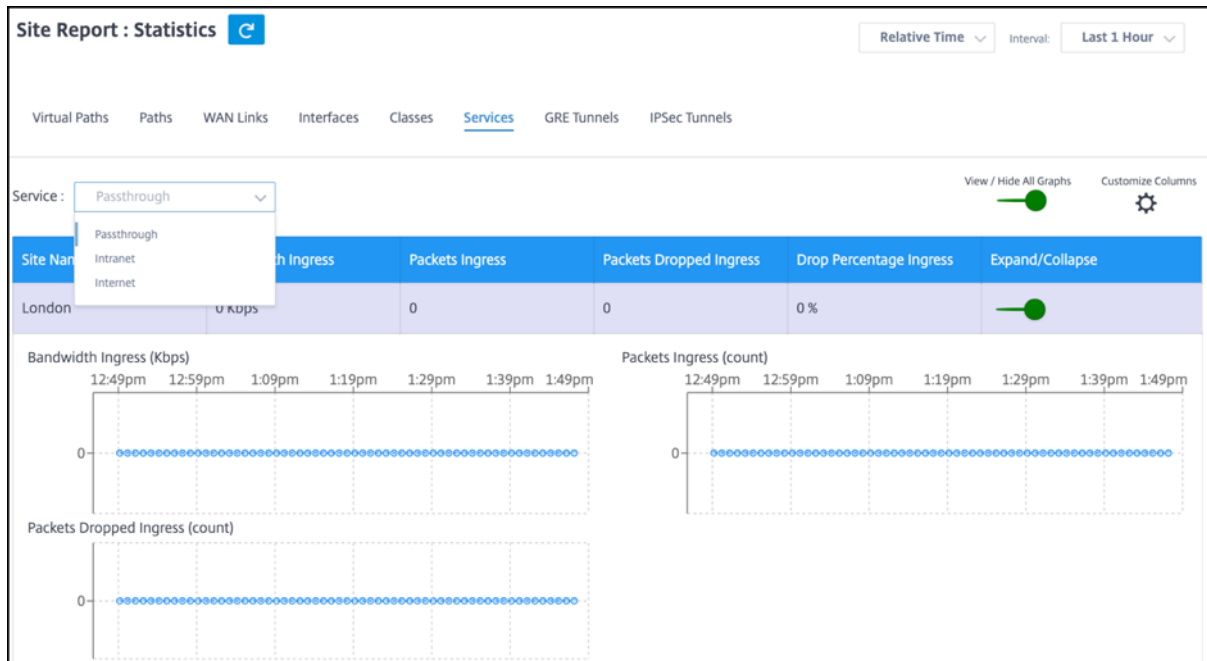 Site Report : Statistics
Relative Time Interval: Last 1 Hour
Virtual Paths Paths WAN Links Interfaces Classes Services GRE Tunnels IPSec Tunnels
Service : Passthrough
View / Hide All Graphs Customize Columns
Passthrough
Intranet
Internet
Site Nam h Ingress Packets Ingress Packets Dropped Ingress Drop Percentage Ingress Expand/Collapse
London 0 Kbps 0 0 0 %
Bandwidth Ingress (Kbps)
12:49pm 12:59pm 1:09pm 1:19pm 1:29pm 1:39pm 1:49pm
0
Packets Ingress (count)
12:49pm 12:59pm 1:09pm 1:19pm 1:29pm 1:39pm 1:49pm
0
Packets Dropped Ingress (count)
0